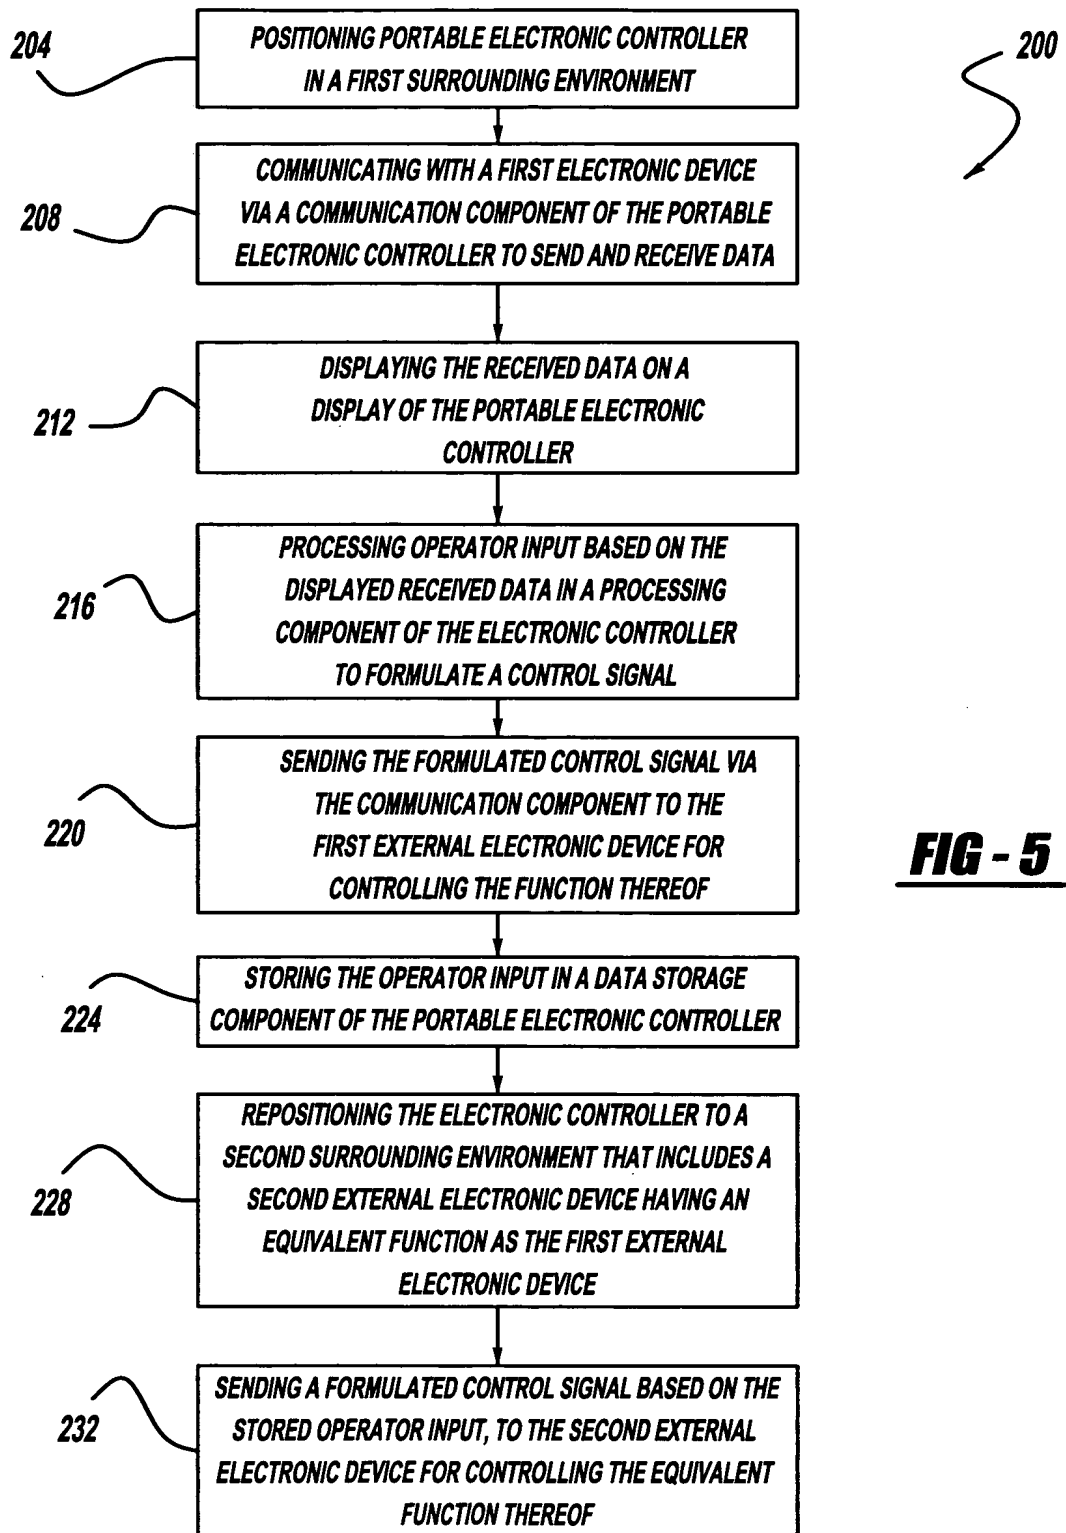 204
POSITIONING PORTABLE ELECTRONIC CONTROLLER
IN A FIRST SURROUNDING ENVIRONMENT
200
208
COMMUNICATING WITH A FIRST ELECTRONIC DEVICE
VIA A COMMUNICATION COMPONENT OF THE PORTABLE
ELECTRONIC CONTROLLER TO SEND AND RECEIVE DATA
212
DISPLAYING THE RECEIVED DATA ON A
DISPLAY OF THE PORTABLE ELECTRONIC
CONTROLLER
216
PROCESSING OPERATOR INPUT BASED ON THE
DISPLAYED RECEIVED DATA IN A PROCESSING
COMPONENT OF THE ELECTRONIC CONTROLLER
TO FORMULATE A CONTROL SIGNAL
220
SENDING THE FORMULATED CONTROL SIGNAL VIA
THE COMMUNICATION COMPONENT TO THE
FIRST EXTERNAL ELECTRONIC DEVICE FOR
CONTROLLING THE FUNCTION THEREOF
FIG - 5
224
STORING THE OPERATOR INPUT IN A DATA STORAGE
COMPONENT OF THE PORTABLE ELECTRONIC CONTROLLER
228
REPOSITIONING THE ELECTRONIC CONTROLLER TO A
SECOND SURROUNDING ENVIRONMENT THAT INCLUDES A
SECOND EXTERNAL ELECTRONIC DEVICE HAVING AN
EQUIVALENT FUNCTION AS THE FIRST EXTERNAL
ELECTRONIC DEVICE
232
SENDING A FORMULATED CONTROL SIGNAL BASED ON THE
STORED OPERATOR INPUT, TO THE SECOND EXTERNAL
ELECTRONIC DEVICE FOR CONTROLLING THE EQUIVALENT
FUNCTION THEREOF